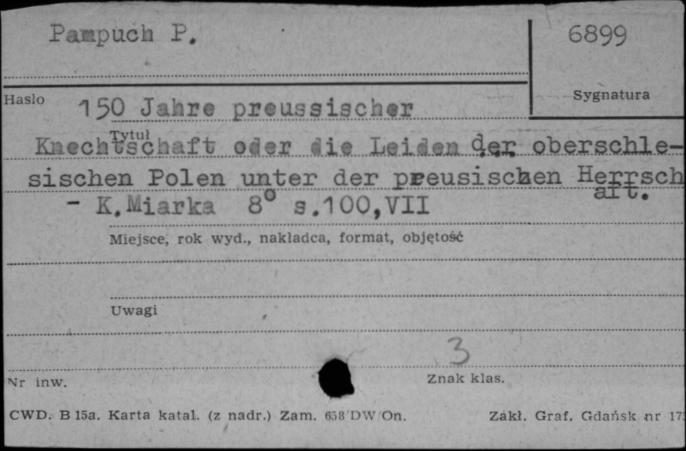 Pampuch P.
6899
Hasło
Sygnatura
150 Jahre preussischer
Tytuł
Knechtschaft oder die Leiden der oberschle-
sischen Polen unter der preusischen Herrsch
aft.
- K.Miarka 8° s.100,VII
Miejsce, rok wyd., nakładca, format, objętość
Uwagi
3
Nr inw.
Znak klas.
CWD. B 15a. Karta katal. (z nadr.) Zam. 658/DW/On.
Zakł. Graf. Gdańsk nr 17